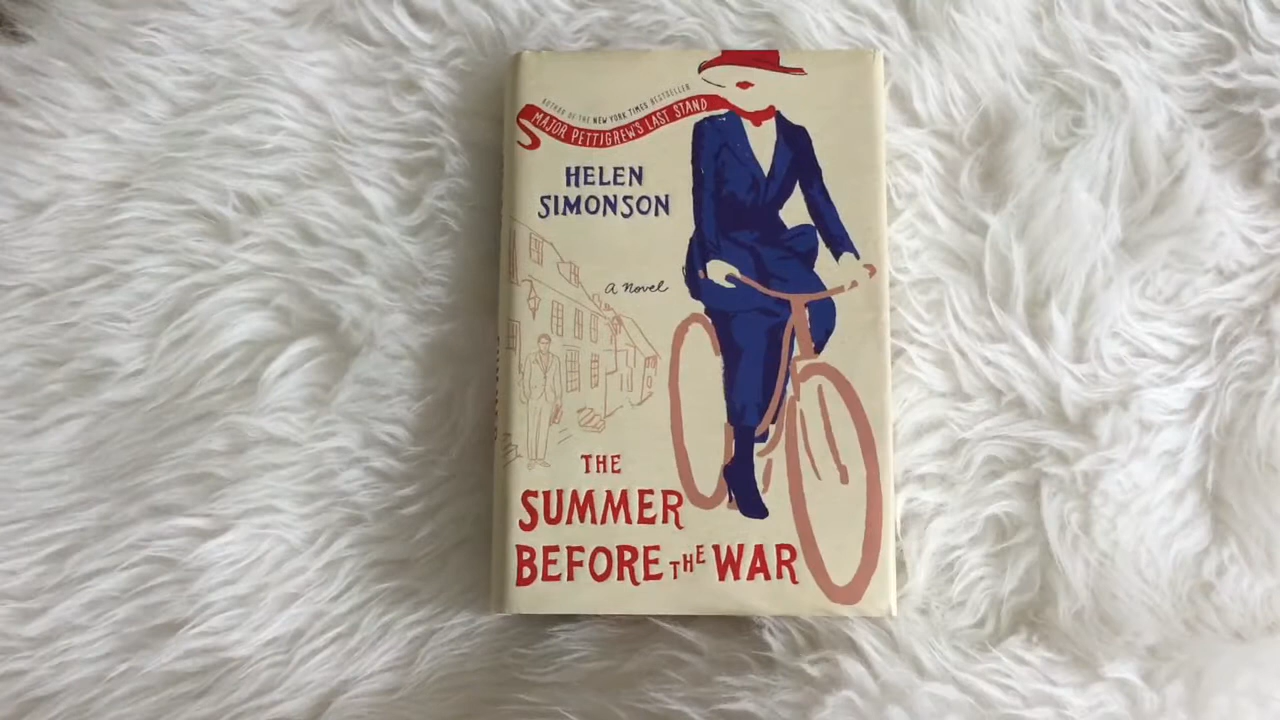 AUTHOR OF THE NEW YORK TIMES BESTSELLER
MAJOR PETTIGREW'S LAST STAND
HELEN
SIMONSON
A Novel
THE
SUMMER
BEFORE THE WAR